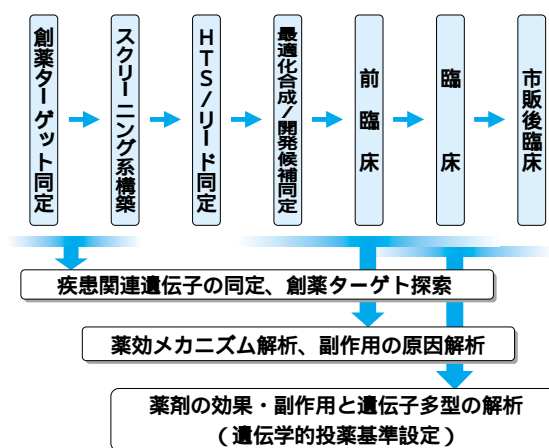 創薬ターゲット同定
スクリーニング系構築
HTS/リード同定
最適化合成/開発候補同定
前臨床
臨床
市販後臨床
疾患関連遺伝子の同定、創薬ターゲト探索
薬効メカニズム解析、副作用の原因解析
薬剤の効果・副作用と遺伝子多型の解析
（遺伝学的投薬基準設定）